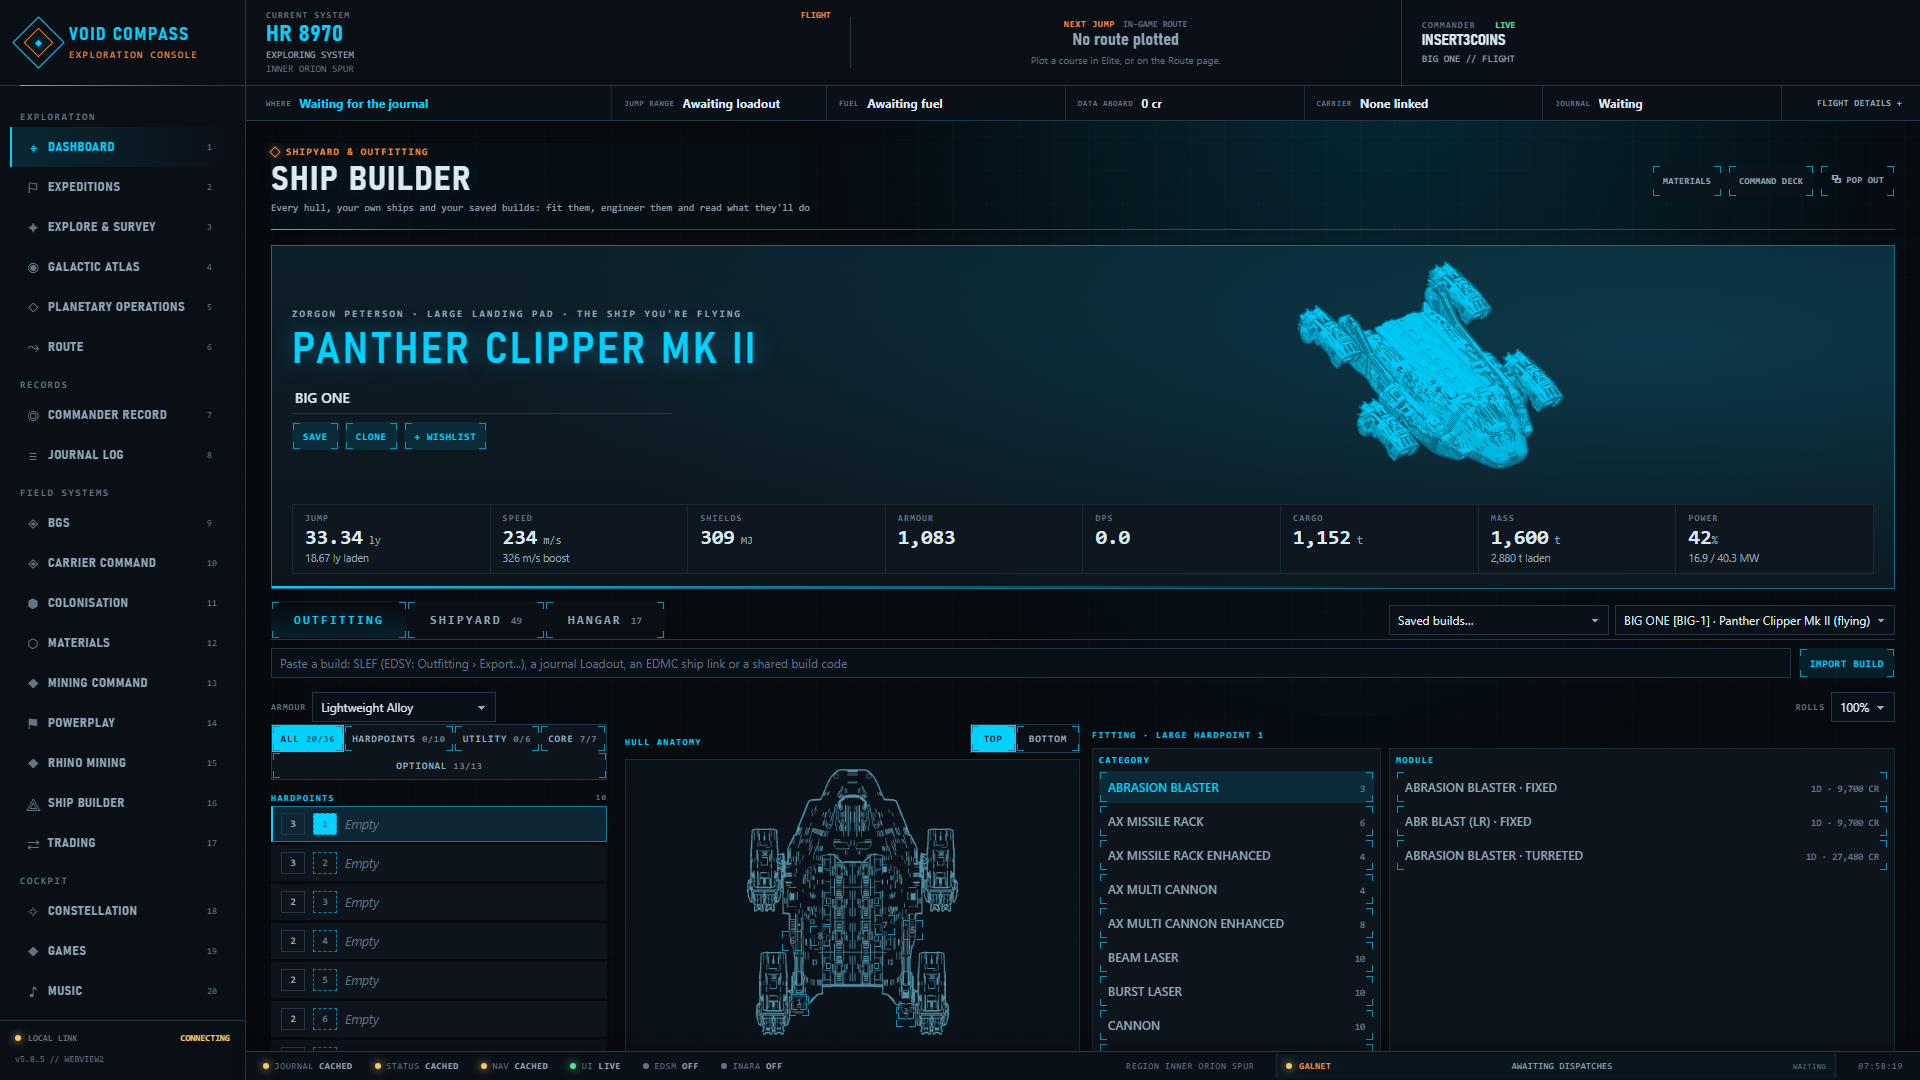 VOID COMPASS
EXPLORATION CONSOLE
CURRENT SYSTEM
HR 8970
EXPLORING SYSTEM
INNER ORION SPUR
FLIGHT
NEXT JUMP IN-GAME ROUTE
No route plotted
Plot a course in Elite, or on the Route page.
COMMANDER LIVE
INSERT3COINS
BIG ONE // FLIGHT
WHERE Waiting for the journal
JUMP RANGE Awaiting loadout
FUEL Awaiting fuel
DATA ABOARD 0 cr
CARRIER None linked
JOURNAL Waiting
FLIGHT DETAILS +
EXPLORATION
DASHBOARD 1
EXPEDITIONS 2
EXPLORE & SURVEY 3
GALACTIC ATLAS 4
PLANETARY OPERATIONS 5
ROUTE 6
RECORDS
COMMANDER RECORD 7
JOURNAL LOG 8
FIELD SYSTEMS
BGS 9
CARRIER COMMAND 10
COLONISATION 11
MATERIALS 12
MINING COMMAND 13
POWERPLAY 14
RHINO MINING 15
SHIP BUILDER 16
TRADING 17
COCKPIT
CONSTELLATION 18
GAMES 19
MUSIC 20
LOCAL LINK CONNECTING
v5.8.5 // WEBVIEW2
SHIPYARD & OUTFITTING
SHIP BUILDER
Every hull, your own ships and your saved builds: fit them, engineer them and read what they'll do
MATERIALS
COMMAND DECK
POP OUT
ZORGON PETERSON · LARGE LANDING PAD · THE SHIP YOU'RE FLYING
PANTHER CLIPPER MK II
BIG ONE
SAVE
CLONE
+ WISHLIST
JUMP
33.34 ly
18.67 ly laden
SPEED
234 m/s
326 m/s boost
SHIELDS
309 MJ
ARMOUR
1,083
DPS
0.0
CARGO
1,152 t
MASS
1,600 t
2,880 t laden
POWER
42%
16.9 / 40.3 MW
OUTFITTING
SHIPYARD 49
HANGAR 17
Saved builds...
BIG ONE [BIG-1] · Panther Clipper Mk II (flying)
Paste a build: SLEF (EDSY: Outfitting › Export...), a journal Loadout, an EDMC ship link or a shared build code
IMPORT BUILD
ARMOUR Lightweight Alloy
ROLLS 100%
ALL 20/36
HARDPOINTS 0/10
UTILITY 0/6
CORE 7/7
OPTIONAL 13/13
HARDPOINTS 10
3 1 Empty
3 2 Empty
2 3 Empty
2 4 Empty
2 5 Empty
2 6 Empty
HULL ANATOMY
TOP
BOTTOM
7
5
6
8
1
2
FITTING · LARGE HARDPOINT 1
CATEGORY
ABRASION BLASTER 3
AX MISSILE RACK 6
AX MISSILE RACK ENHANCED 4
AX MULTI CANNON 4
AX MULTI CANNON ENHANCED 8
BEAM LASER 10
BURST LASER 10
CANNON 10
MODULE
ABRASION BLASTER · FIXED 1D · 9,700 CR
ABR BLAST (LR) · FIXED 1D · 9,700 CR
ABRASION BLASTER · TURRETED 1D · 27,480 CR
JOURNAL CACHED
STATUS CACHED
NAV CACHED
UI LIVE
EDSM OFF
INARA OFF
REGION INNER ORION SPUR
GALNET
AWAITING DISPATCHES
WAITING
07:58:19